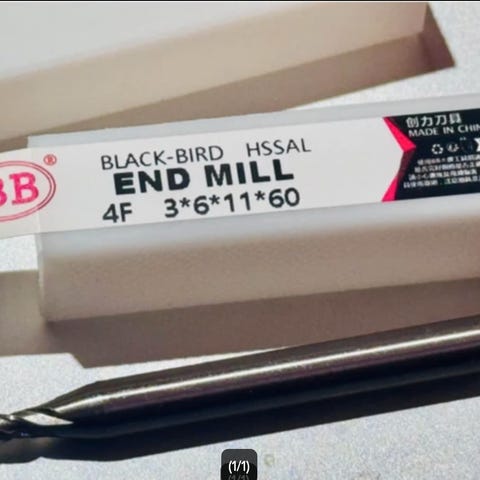 BB®
BLACK-BIRD HSSAL
END MILL
4F 3*6*11*60
创力刀具
MADE IN CHIN
(1/1)